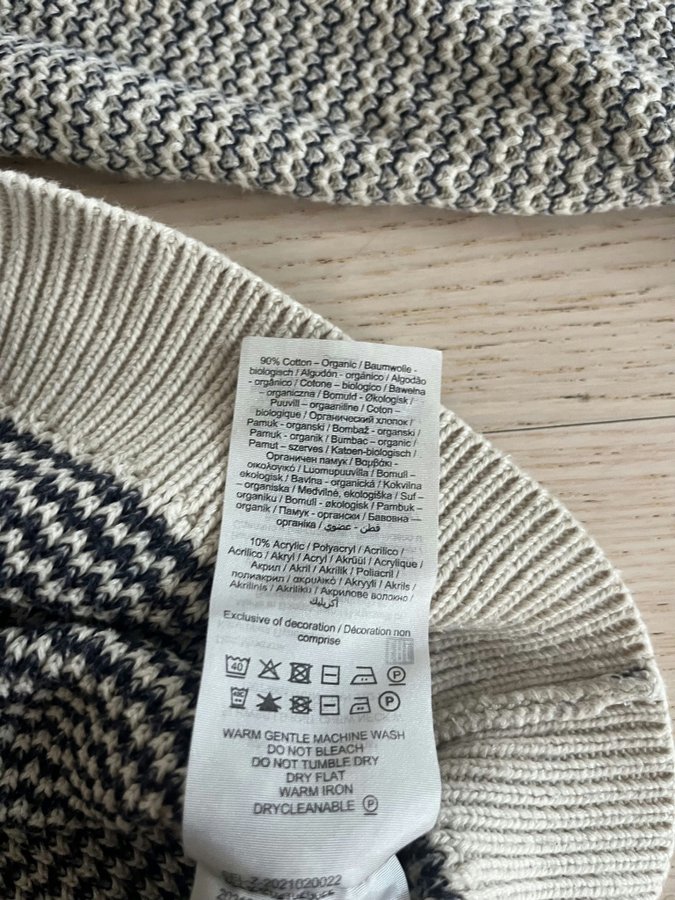 90% Cotton – Organic / Baumwolle -
biologisch / Algodón - orgánico / Algodão
- orgânico / Cotone – biologico / Bawełna
- organiczna / Bomuld - Økologisk /
Puuvill – orgaaniline / Coton –
biologique / Органический хлопок /
Pamuk - organski / Bombaž - organski /
Pamuk - organik / Bumbac – organic /
Pamut – szerves / Katoen-biologisch /
Органичен памук / Βαμβάκι -
οικολογικό / Luomupuuvilla / Bomull –
ekologisk / Bavlna - organická / Kokvilna
– organiska / Medvilnė, ekologiška / Suf –
organiku / Bomull - økologisk / Pambuk –
organik / Памук - органски / Бавовна —
органіка / قطن - عضوي
10% Acrylic / Polyacryl / Acrilico /
Acrílico / Akryl / Acryl / Akrüül / Acrylique /
Акрил / Akril / Akrilik / Poliacril /
полиакрил / ακρυλικό / Akryyli / Akrils /
Akrilinis / Akriliku / Акрилове волокно /
أكريليك
Exclusive of decoration / Décoration non
comprise
EAC
40
P
P
WARM GENTLE MACHINE WASH
DO NOT BLEACH
DO NOT TUMBLE DRY
DRY FLAT
WARM IRON
DRYCLEANABLE P